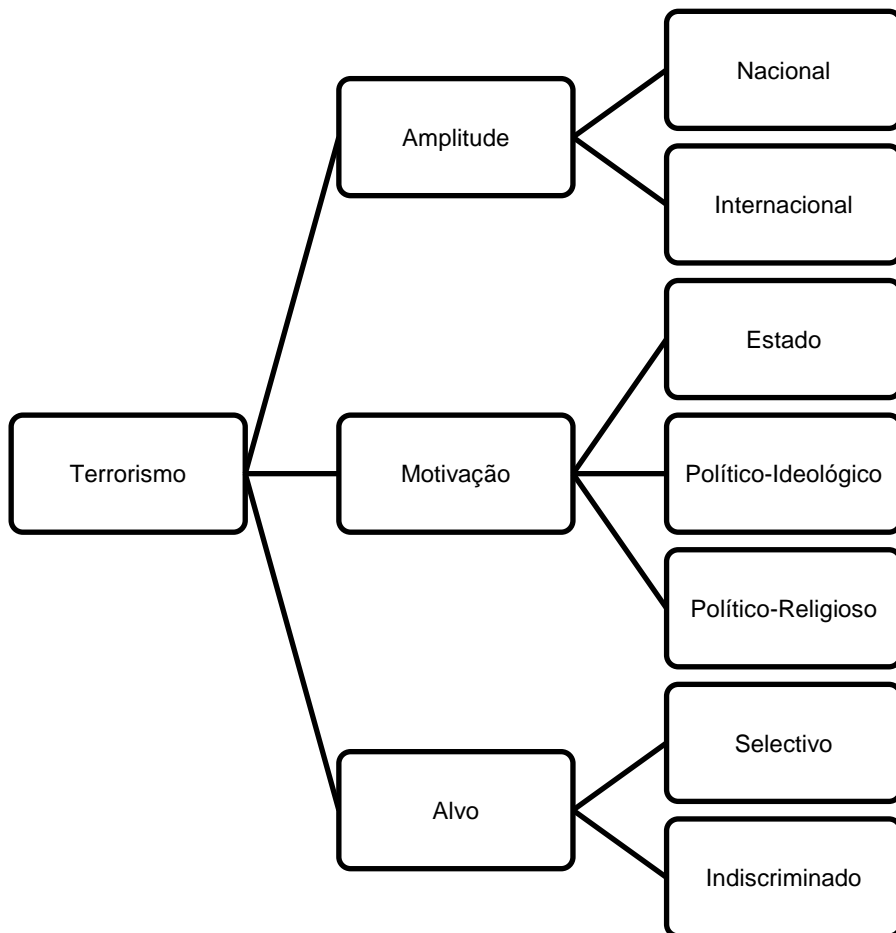 Terrorismo
Amplitude
Nacional
Internacional
Motivação
Estado
Político-Ideológico
Político-Religioso
Alvo
Selectivo
Indiscriminado